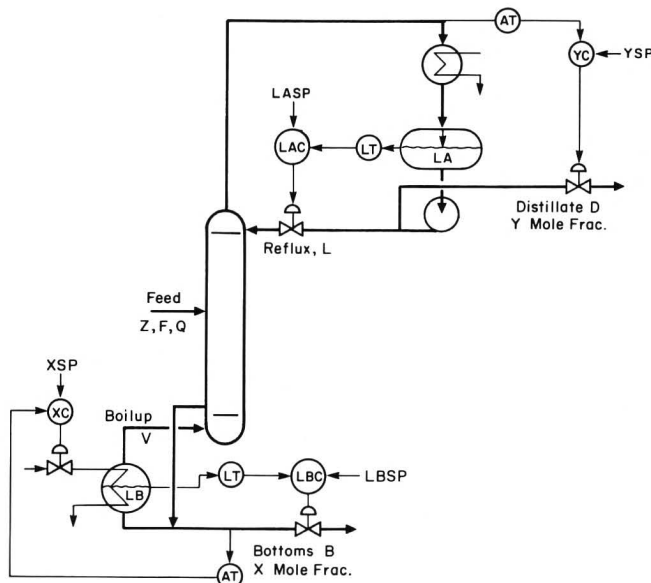 AT
YC
YSP
LASP
LAC
LT
LA
Distillate D
Y Mole Frac.
Reflux, L
Feed
Z, F, Q
XSP
XC
Boilup
V
LB
LT
LBC
LBSP
Bottoms B
X Mole Frac.
AT